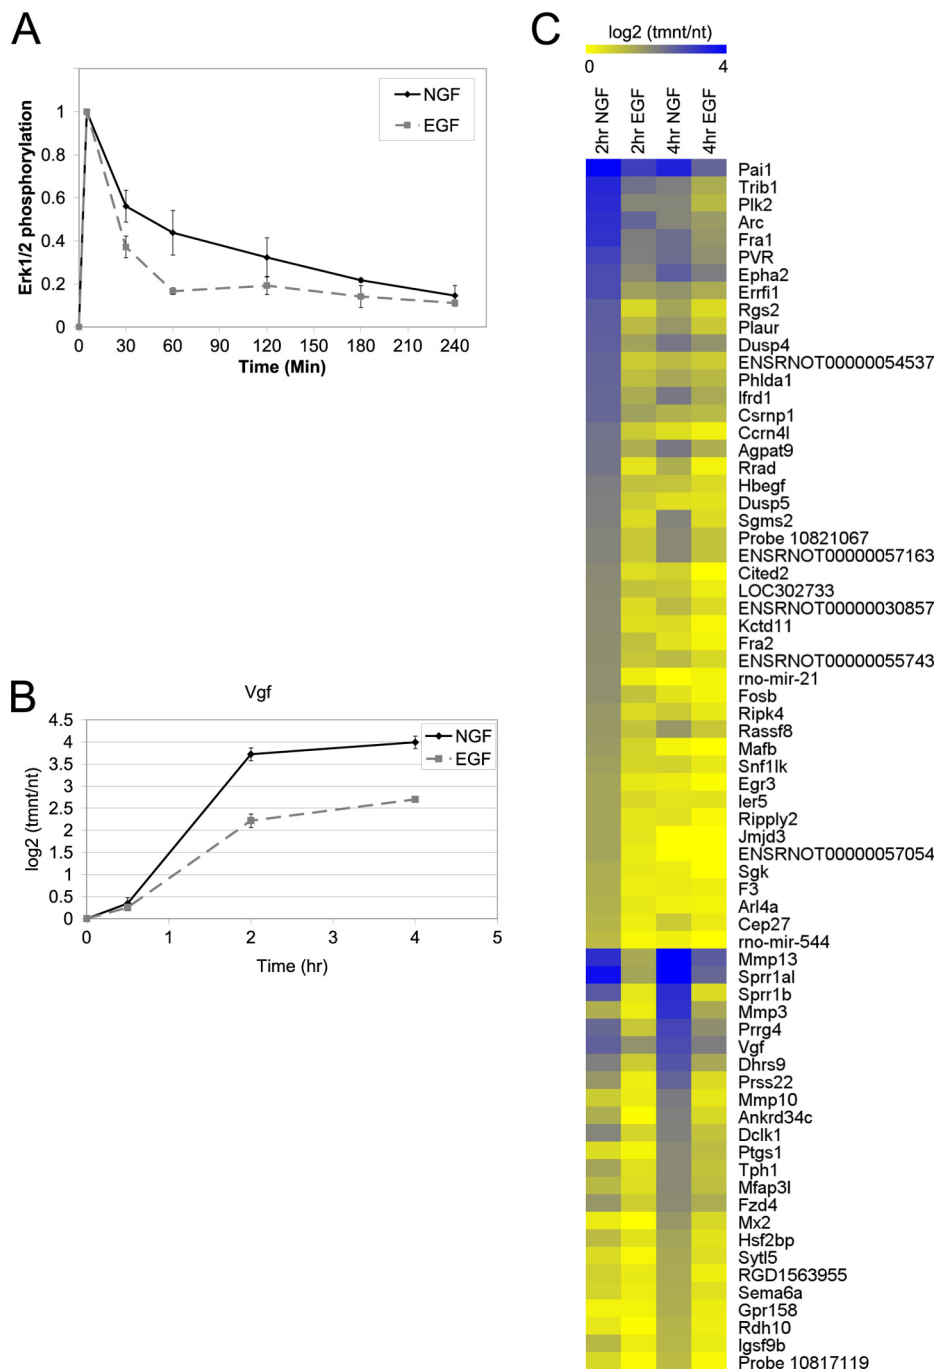 A
NGF
EGF
Erk1/2 phosphorylation
1
0.8
0.6
0.4
0.2
0
0 30 60 90 120 150 180 210 240
Time (Min)
B
Vgf
NGF
EGF
log2 (tmnt/nt)
4.5
4
3.5
3
2.5
2
1.5
1
0.5
0
0 1 2 3 4 5
Time (hr)
C
log2 (tmnt/nt)
0 4
2hr NGF
2hr EGF
4hr NGF
4hr EGF
Pai1
Trib1
Plk2
Arc
Fra1
PVR
Epha2
Errfi1
Rgs2
Plaur
Dusp4
ENSRNOT00000054537
Phlda1
Ifrd1
Csrnp1
Ccrn4l
Agpat9
Rrad
Hbegf
Dusp5
Sgms2
Probe 10821067
ENSRNOT00000057163
Cited2
LOC302733
ENSRNOT00000030857
Kctd11
Fra2
ENSRNOT00000055743
rno-mir-21
Fosb
Ripk4
Rassf8
Mafb
Snf1lk
Egr3
Ier5
Ripply2
Jmjd3
ENSRNOT00000057054
Sgk
F3
Arl4a
Cep27
rno-mir-544
Mmp13
Sprr1al
Sprr1b
Mmp3
Prrg4
Vgf
Dhrs9
Prss22
Mmp10
Ankrd34c
Dclk1
Ptgs1
Tph1
Mfap3l
Fzd4
Mx2
Hsf2bp
Sytl5
RGD1563955
Sema6a
Gpr158
Rdh10
Igsf9b
Probe 10817119